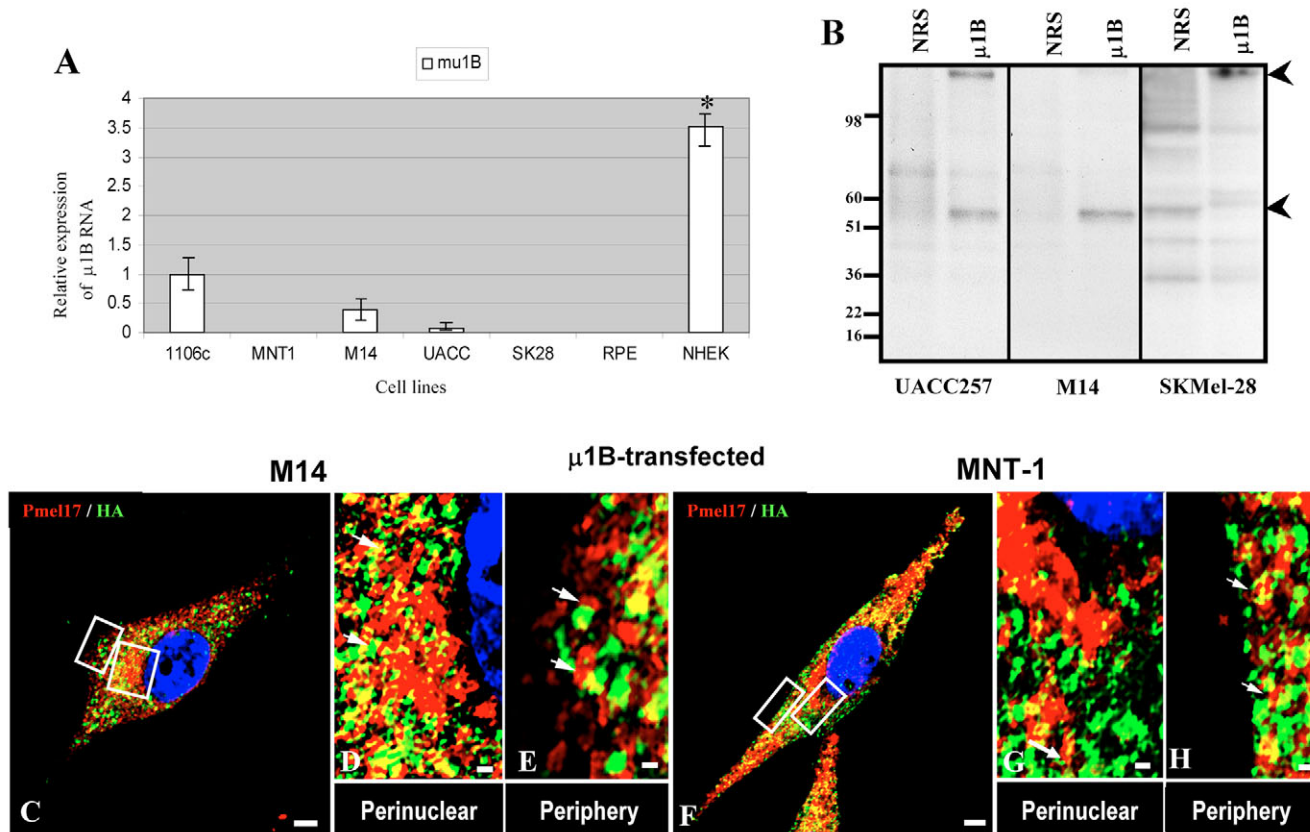 A
mu1B
Relative expression
of μ1B RNA
4
3.5
3
2.5
2
1.5
1
0.5
0
*
1106c MNT1 M14 UACC SK28 RPE NHEK
Cell lines
B
NRS μ1B NRS μ1B NRS μ1B
98
60
51
36
22
16
UACC257 M14 SKMel-28
μ1B-transfected
M14 MNT-1
Pmel17 / HA
C
D
E
Perinuclear
Periphery
Pmel17 / HA
F
G
H
Perinuclear
Periphery